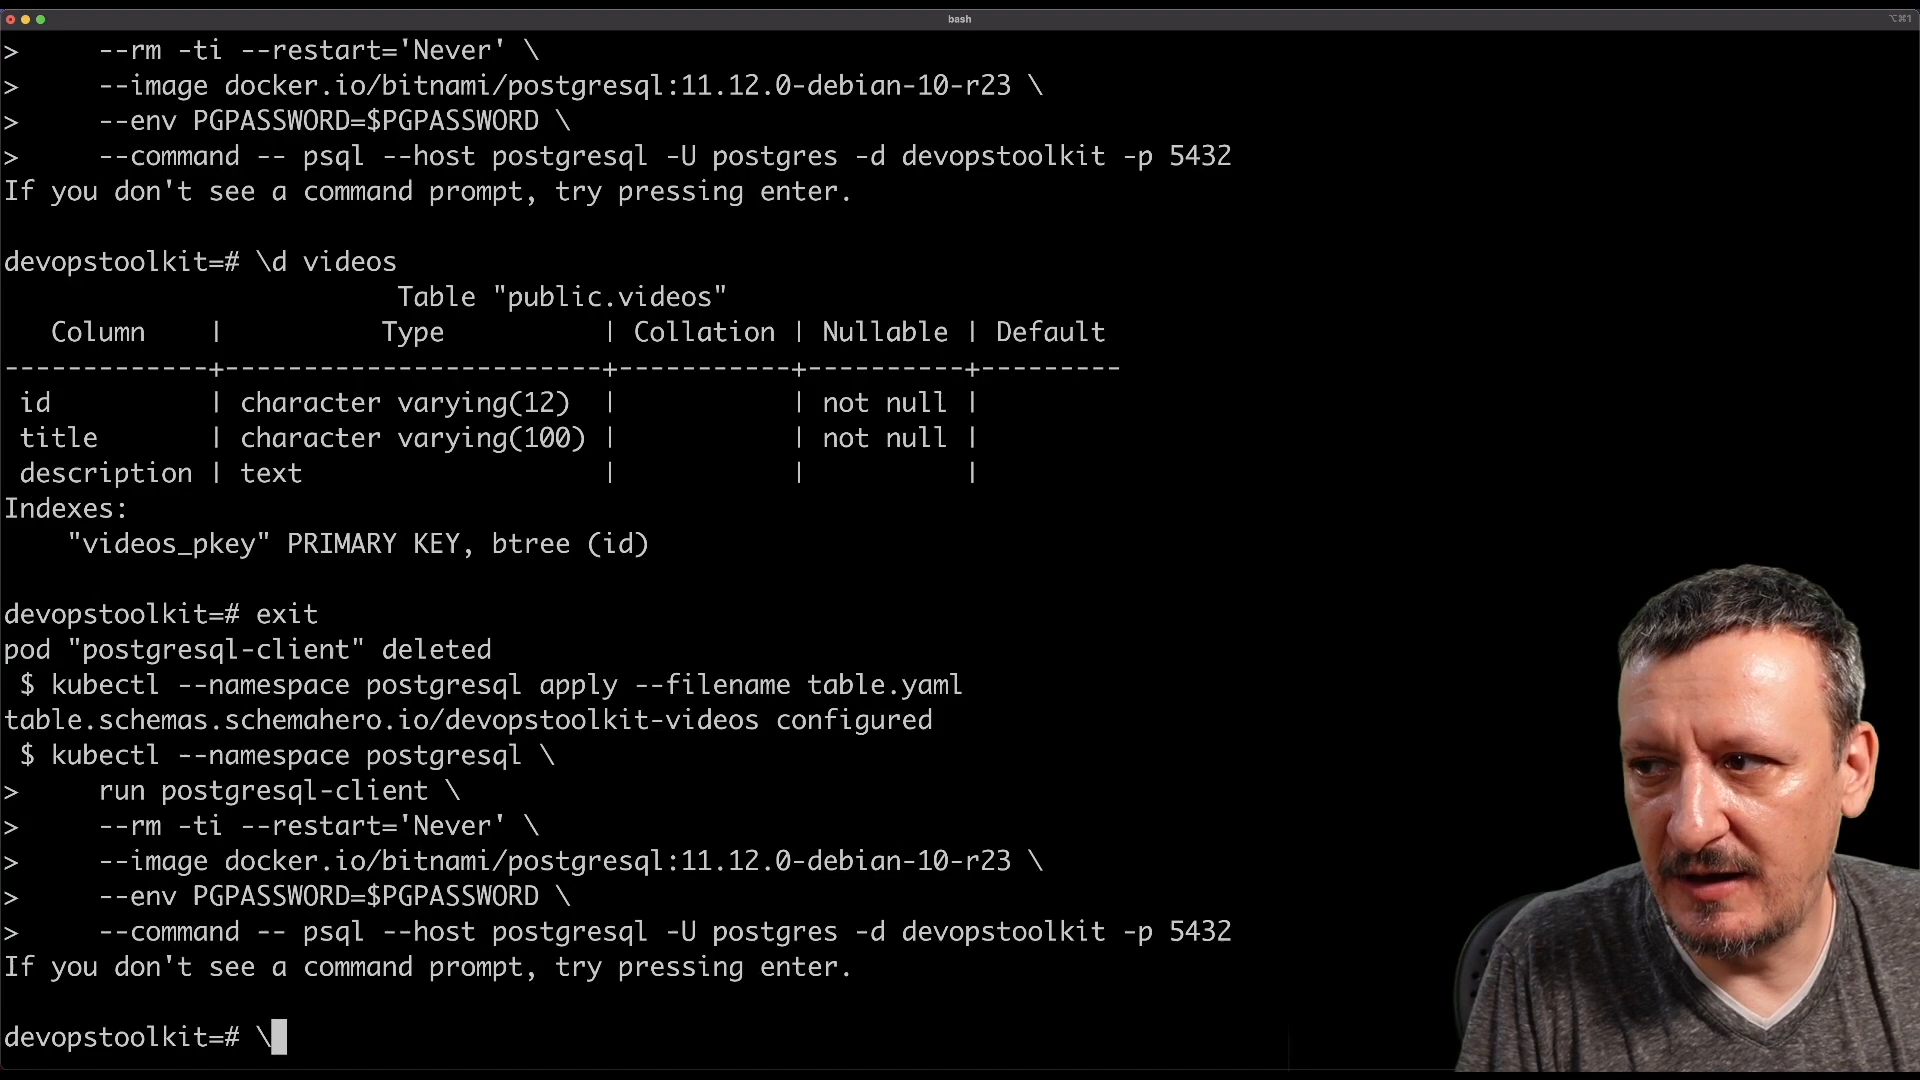 bash
⌥⌘1
>     --rm -ti --restart='Never' \
>     --image docker.io/bitnami/postgresql:11.12.0-debian-10-r23 \
>     --env PGPASSWORD=$PGPASSWORD \
>     --command -- psql --host postgresql -U postgres -d devopstoolkit -p 5432
If you don't see a command prompt, try pressing enter.
devopstoolkit=# \d videos
                         Table "public.videos"
   Column    |          Type          | Collation | Nullable | Default
-------------+------------------------+-----------+----------+---------
 id          | character varying(12)  |           | not null |
 title       | character varying(100) |           | not null |
 description | text                   |           |          |
Indexes:
    "videos_pkey" PRIMARY KEY, btree (id)
devopstoolkit=# exit
pod "postgresql-client" deleted
 $ kubectl --namespace postgresql apply --filename table.yaml
table.schemas.schemahero.io/devopstoolkit-videos configured
 $ kubectl --namespace postgresql \
>     run postgresql-client \
>     --rm -ti --restart='Never' \
>     --image docker.io/bitnami/postgresql:11.12.0-debian-10-r23 \
>     --env PGPASSWORD=$PGPASSWORD \
>     --command -- psql --host postgresql -U postgres -d devopstoolkit -p 5432
If you don't see a command prompt, try pressing enter.
devopstoolkit=# \